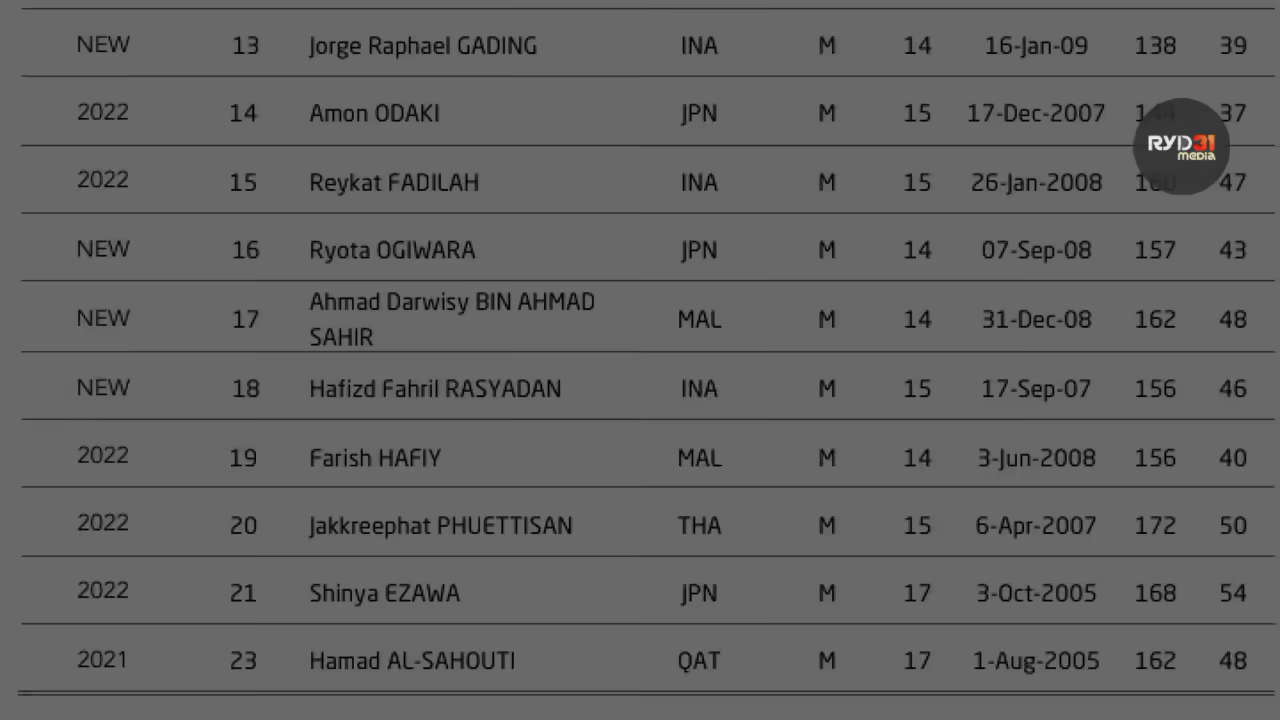 NEW 13 Jorge Raphael GADING INA M 14 16-Jan-09 138 39
2022 14 Amon ODAKI JPN M 15 17-Dec-2007 144 37
RYD31
media
2022 15 Reykat FADILAH INA M 15 26-Jan-2008 160 47
NEW 16 Ryota OGIWARA JPN M 14 07-Sep-08 157 43
NEW 17 Ahmad Darwisy BIN AHMAD MAL M 14 31-Dec-08 162 48
SAHIR
NEW 18 Hafizd Fahril RASYADAN INA M 15 17-Sep-07 156 46
2022 19 Farish HAFIY MAL M 14 3-Jun-2008 156 40
2022 20 Jakkreephat PHUETTISAN THA M 15 6-Apr-2007 172 50
2022 21 Shinya EZAWA JPN M 17 3-Oct-2005 168 54
2021 23 Hamad AL-SAHOUTI QAT M 17 1-Aug-2005 162 48